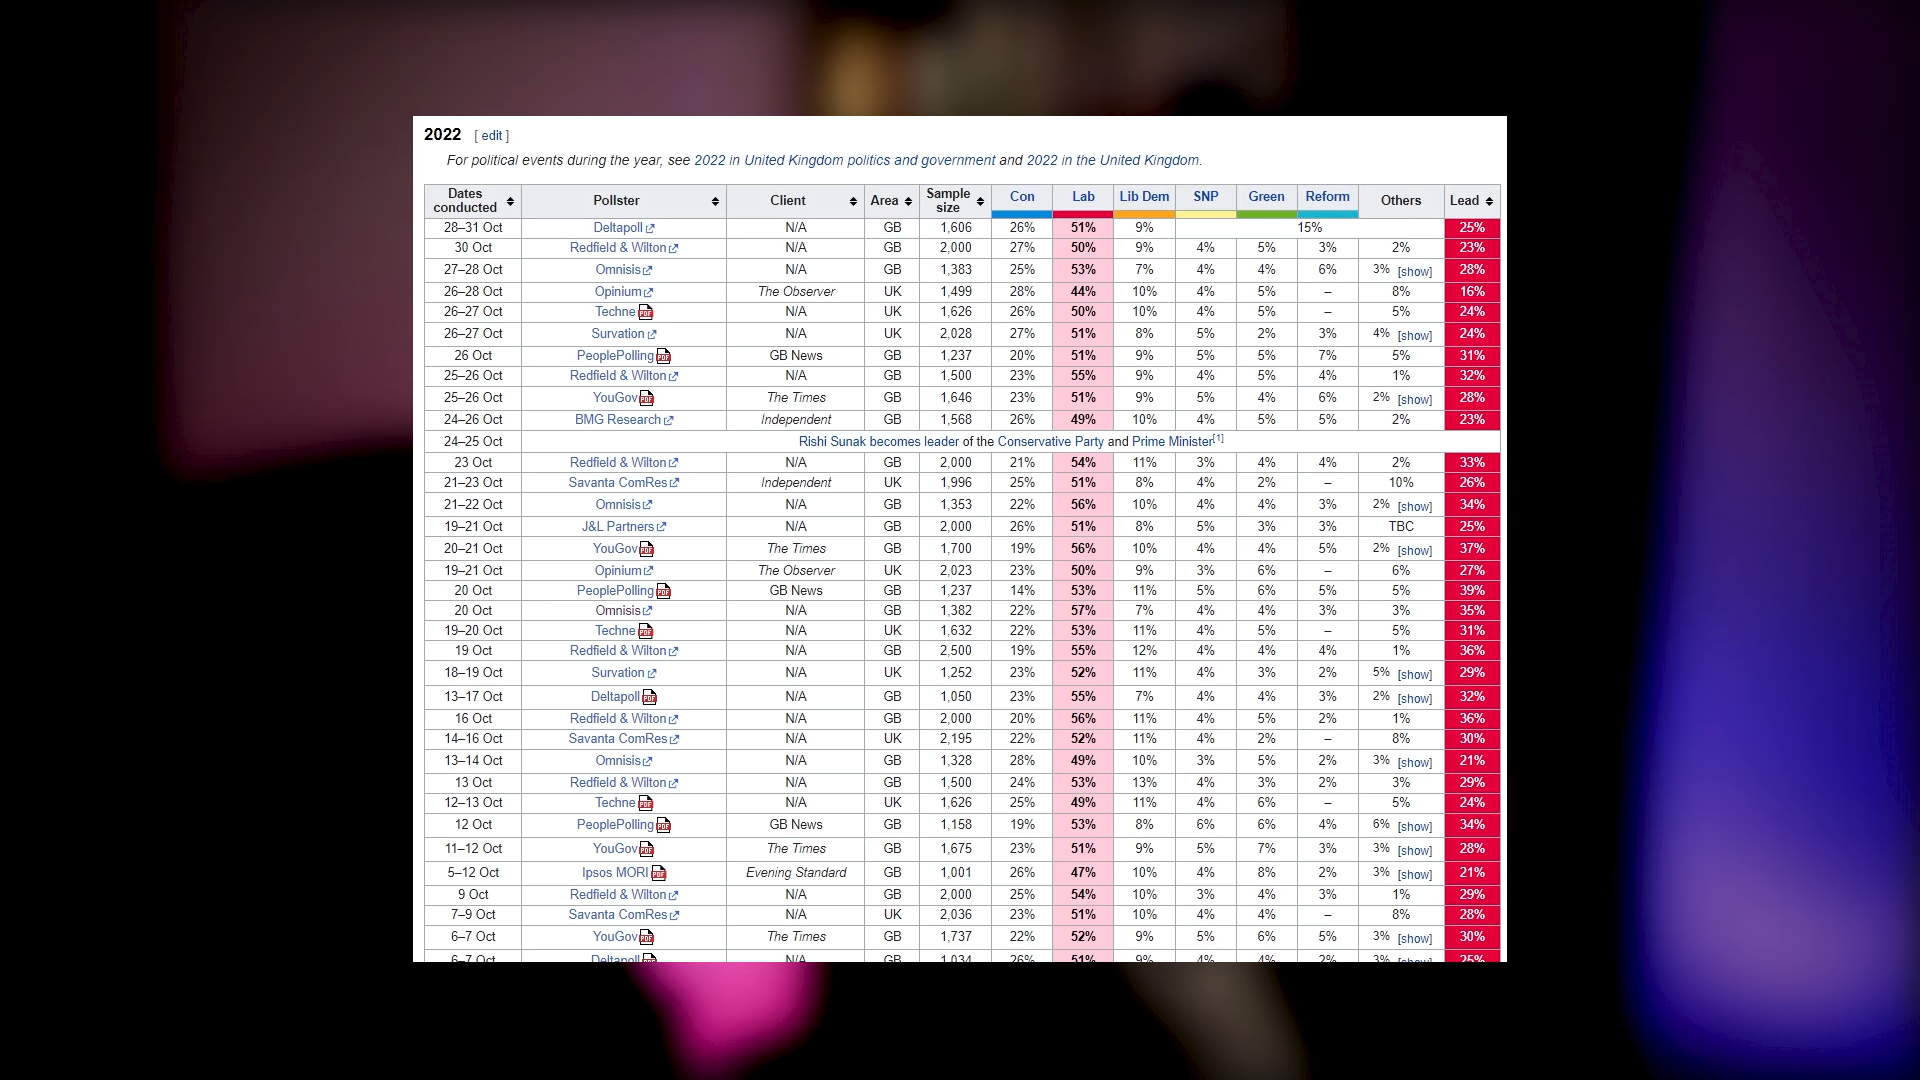 2022 [ edit ]
For political events during the year, see 2022 in United Kingdom politics and government and 2022 in the United Kingdom.
Dates conducted Pollster Client Area Sample size Con Lab Lib Dem SNP Green Reform Others Lead
28–31 Oct Deltapoll N/A GB 1,606 26% 51% 9% 15% 25%
30 Oct Redfield & Wilton N/A GB 2,000 27% 50% 9% 4% 5% 3% 2% 23%
27–28 Oct Omnisis N/A GB 1,383 25% 53% 7% 4% 4% 6% 3% [show] 28%
26–28 Oct Opinium The Observer UK 1,499 28% 44% 10% 4% 5% – 8% 16%
26–27 Oct Techne N/A UK 1,626 26% 50% 10% 4% 5% – 5% 24%
26–27 Oct Survation N/A UK 2,028 27% 51% 8% 5% 2% 3% 4% [show] 24%
26 Oct PeoplePolling GB News GB 1,237 20% 51% 9% 5% 5% 7% 5% 31%
25–26 Oct Redfield & Wilton N/A GB 1,500 23% 55% 9% 4% 5% 4% 1% 32%
25–26 Oct YouGov The Times GB 1,646 23% 51% 9% 5% 4% 6% 2% [show] 28%
24–26 Oct BMG Research Independent GB 1,568 26% 49% 10% 4% 5% 5% 2% 23%
24–25 Oct Rishi Sunak becomes leader of the Conservative Party and Prime Minister[1]
23 Oct Redfield & Wilton N/A GB 2,000 21% 54% 11% 3% 4% 4% 2% 33%
21–23 Oct Savanta ComRes Independent UK 1,996 25% 51% 8% 4% 2% – 10% 26%
21–22 Oct Omnisis N/A GB 1,353 22% 56% 10% 4% 4% 3% 2% [show] 34%
19–21 Oct J&L Partners N/A GB 2,000 26% 51% 8% 5% 3% 3% TBC 25%
20–21 Oct YouGov The Times GB 1,700 19% 56% 10% 4% 4% 5% 2% [show] 37%
19–21 Oct Opinium The Observer UK 2,023 23% 50% 9% 3% 6% – 6% 27%
20 Oct PeoplePolling GB News GB 1,237 14% 53% 11% 5% 6% 5% 5% 39%
20 Oct Omnisis N/A GB 1,382 22% 57% 7% 4% 4% 3% 3% 35%
19–20 Oct Techne N/A UK 1,632 22% 53% 11% 4% 5% – 5% 31%
19 Oct Redfield & Wilton N/A GB 2,500 19% 55% 12% 4% 4% 4% 1% 36%
18–19 Oct Survation N/A UK 1,252 23% 52% 11% 4% 3% 2% 5% [show] 29%
13–17 Oct Deltapoll N/A GB 1,050 23% 55% 7% 4% 4% 3% 2% [show] 32%
16 Oct Redfield & Wilton N/A GB 2,000 20% 56% 11% 4% 5% 2% 1% 36%
14–16 Oct Savanta ComRes N/A UK 2,195 22% 52% 11% 4% 2% – 8% 30%
13–14 Oct Omnisis N/A GB 1,328 28% 49% 10% 3% 5% 2% 3% [show] 21%
13 Oct Redfield & Wilton N/A GB 1,500 24% 53% 13% 4% 3% 2% 3% 29%
12–13 Oct Techne N/A UK 1,626 25% 49% 11% 4% 6% – 5% 24%
12 Oct PeoplePolling GB News GB 1,158 19% 53% 8% 6% 6% 4% 6% [show] 34%
11–12 Oct YouGov The Times GB 1,675 23% 51% 9% 5% 7% 3% 3% [show] 28%
5–12 Oct Ipsos MORI Evening Standard GB 1,001 26% 47% 10% 4% 8% 2% 3% [show] 21%
9 Oct Redfield & Wilton N/A GB 2,000 25% 54% 10% 3% 4% 3% 1% 29%
7–9 Oct Savanta ComRes N/A UK 2,036 23% 51% 10% 4% 4% – 8% 28%
6–7 Oct YouGov The Times GB 1,737 22% 52% 9% 5% 6% 5% 3% [show] 30%
6–7 Oct Deltapoll N/A GB 1,034 26% 51% 9% 4% 4% 2% 3% [show] 25%